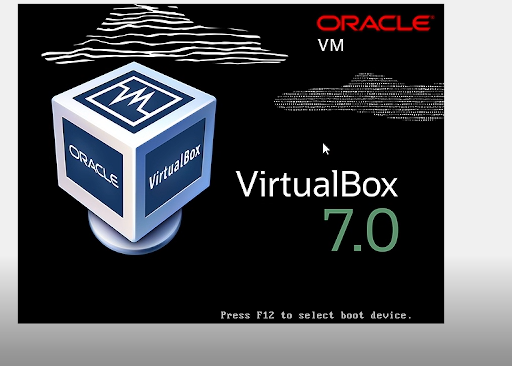 ORACLE
VM
ORACLE
VirtualBox
VirtualBox
7.0
Press F12 to select boot device.